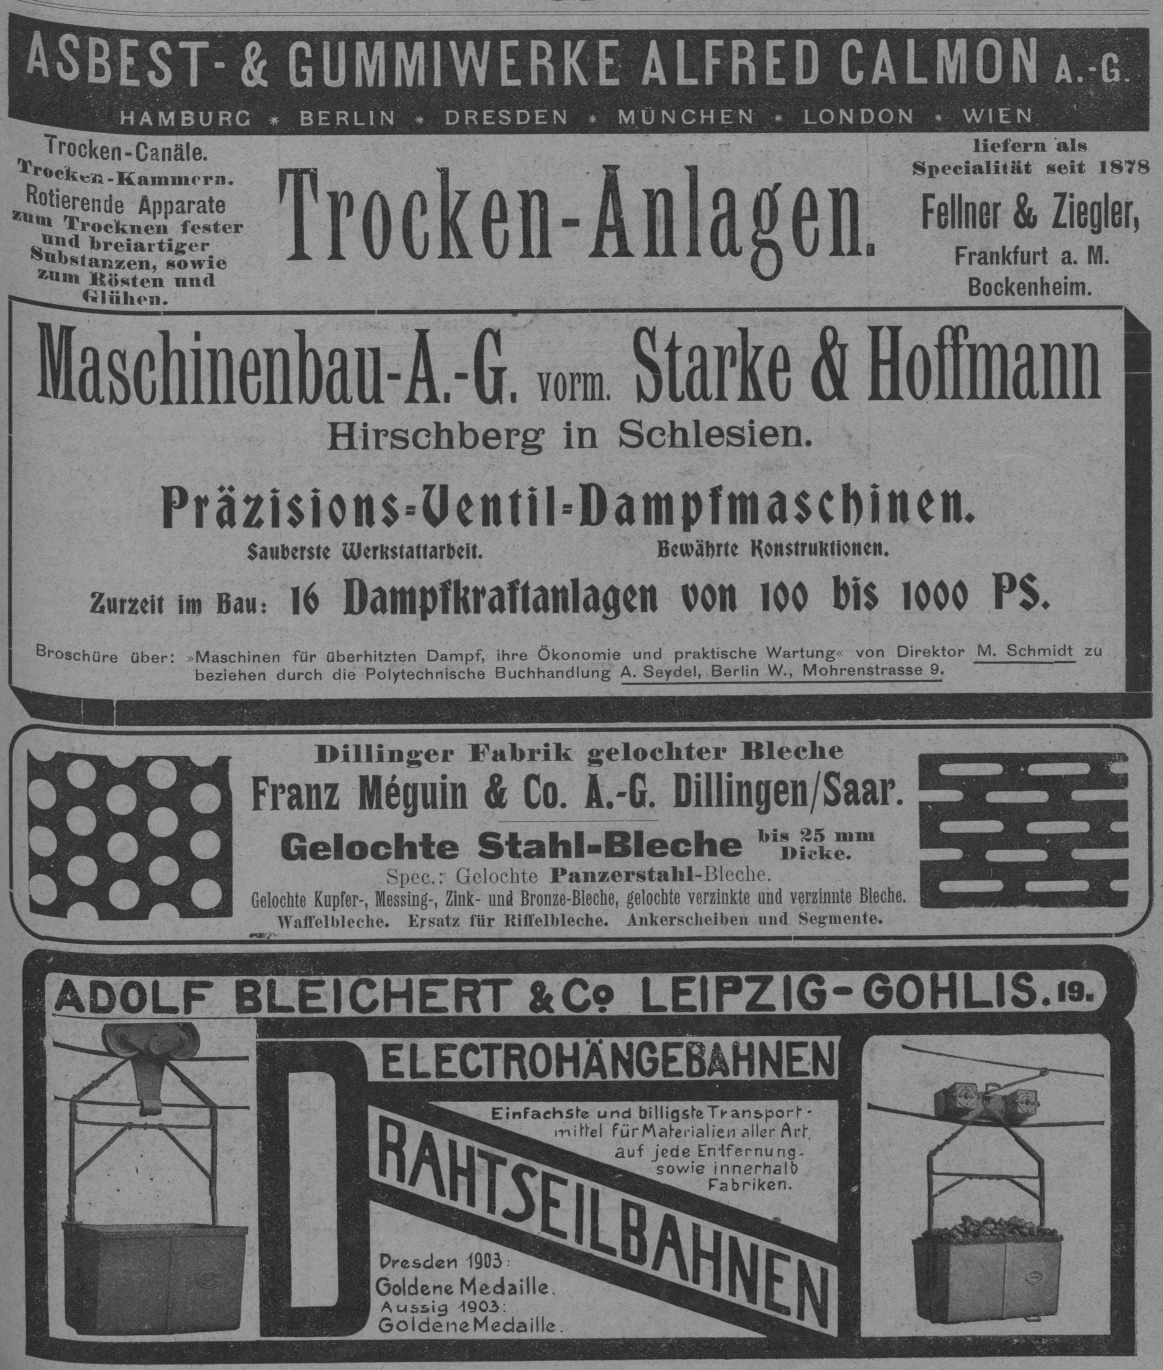 ASBEST- & GUMMIWERKE ALFRED CALMON A.-G.
HAMBURG * BERLIN * DRESDEN * MÜNCHEN * LONDON * WIEN
Trocken-Canäle.
Trocken-Kammern.
Rotierende Apparate
zum Trocknen fester
und breiartiger
Substanzen, sowie
zum Rösten und
Glühen.
Trocken-Anlagen.
liefern als
Specialität seit 1878
Fellner & Ziegler,
Frankfurt a. M.
Bockenheim.
Maschinenbau-A.-G. vorm. Starke & Hoffmann
Hirschberg in Schlesien.
Präzisions-Ventil-Dampfmaschinen.
Sauberste Werkstattarbeit. Bewährte Konstruktionen.
Zurzeit im Bau: 16 Dampfkraftanlagen von 100 bis 1000 PS.
Broschüre über: »Maschinen für überhitzten Dampf, ihre Ökonomie und praktische Wartung« von Direktor M. Schmidt zu
beziehen durch die Polytechnische Buchhandlung A. Seydel, Berlin W., Mohrenstrasse 9.
Dillinger Fabrik gelochter Bleche
Franz Méguin & Co. A.-G. Dillingen/Saar.
Gelochte Stahl-Bleche bis 25 mm
Dicke.
Spec.: Gelochte Panzerstahl-Bleche.
Gelochte Kupfer-, Messing-, Zink- und Bronze-Bleche, gelochte verzinkte und verzinnte Bleche.
Waffelbleche. Ersatz für Riffelbleche. Ankerscheiben und Segmente.
ADOLF BLEICHERT & Co LEIPZIG-GOHLIS. 19.
ELECTROHÄNGEBAHNEN
Einfachste und billigste Transport-
mittel für Materialien aller Art,
auf jede Entfernung-
sowie innerhalb
Fabriken.
DRAHTSEILBAHNEN
Dresden 1903:
Goldene Medaille.
Aussig 1903:
Goldene Medaille.